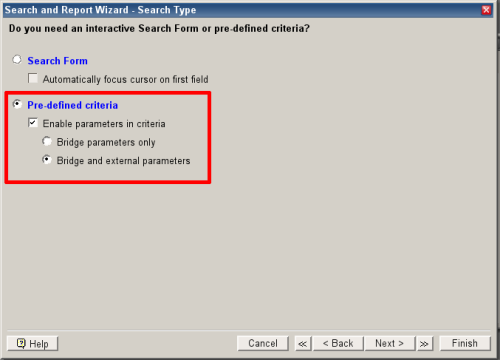 Search and Report Wizard - Search Type
Do you need an interactive Search Form or pre-defined criteria?
Search Form
Automatically focus cursor on first field
Pre-defined criteria
Enable parameters in criteria
Bridge parameters only
Bridge and external parameters
Help
Cancel
<<
< Back
Next >
>>
Finish